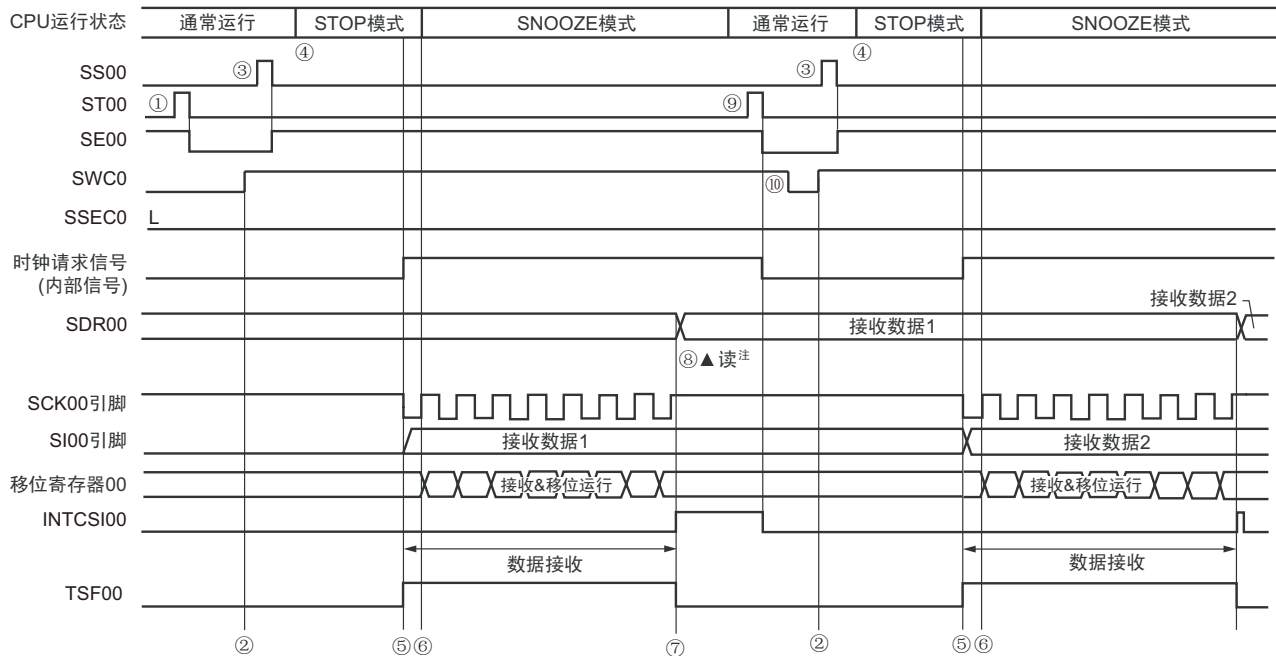 CPU运行状态 通常运行 STOP模式 SNOOZE模式 通常运行 STOP模式 SNOOZE模式
④ ④
SS00 ③ ③
ST00 ① ⑨
SE00
SWC0 ⑩
SSEC0 L
时钟请求信号
(内部信号)
接收数据2
SDR00 接收数据1
⑧▲读注
SCK00引脚
SI00引脚 接收数据1 接收数据2
移位寄存器00 接收&移位运行 接收&移位运行
INTCSI00
数据接收 数据接收
TSF00
② ⑤⑥ ⑦ ② ⑤⑥